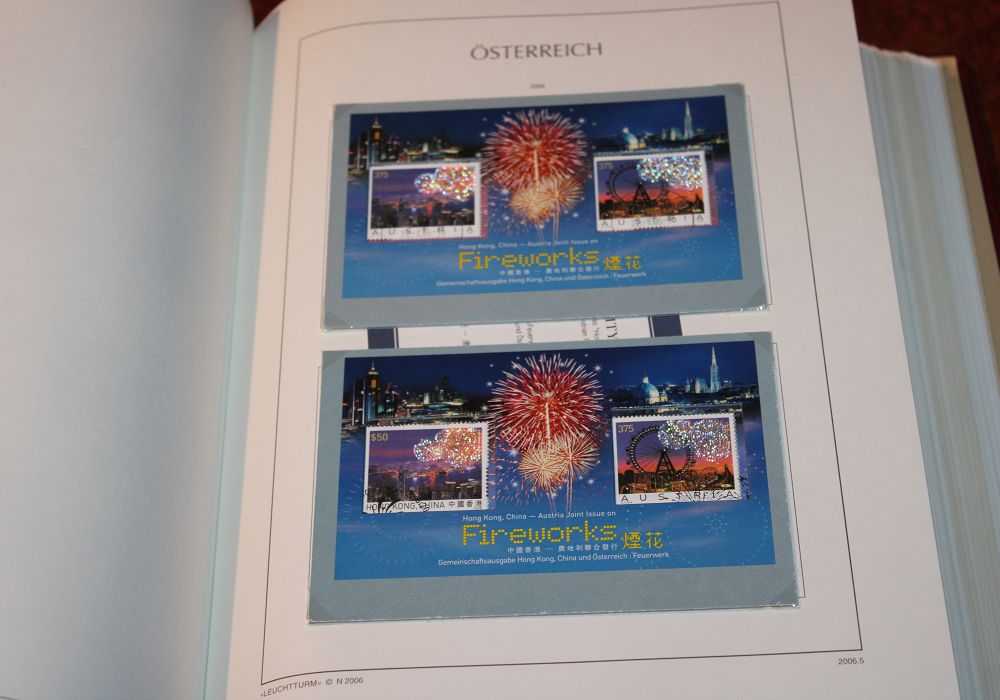 ÖSTERREICH
2006
375
375
AUSTRIA
AUSTRIA
Hong Kong, China — Austria Joint Issue on
Fireworks 煙花
中國香港 — 奧地利聯合發行
Gemeinschaftsausgabe Hong Kong, China und Österreich : Feuerwerk
$50
375
HONG KONG, CHINA 中國香港
AUSTRIA
Hong Kong, China — Austria Joint Issue on
Fireworks 煙花
中國香港 — 奧地利聯合發行
Gemeinschaftsausgabe Hong Kong, China und Österreich : Feuerwerk
»LEUCHTTURM« © N 2006
2006.5